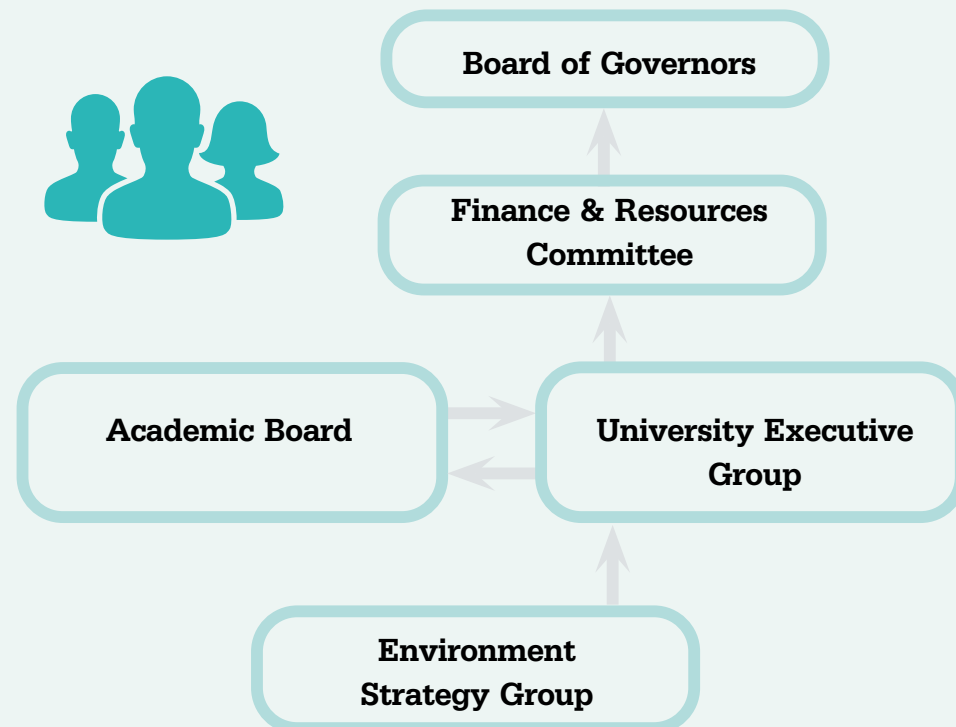 Board of Governors
Finance & Resources
Committee
Academic Board
University Executive
Group
Environment
Strategy Group